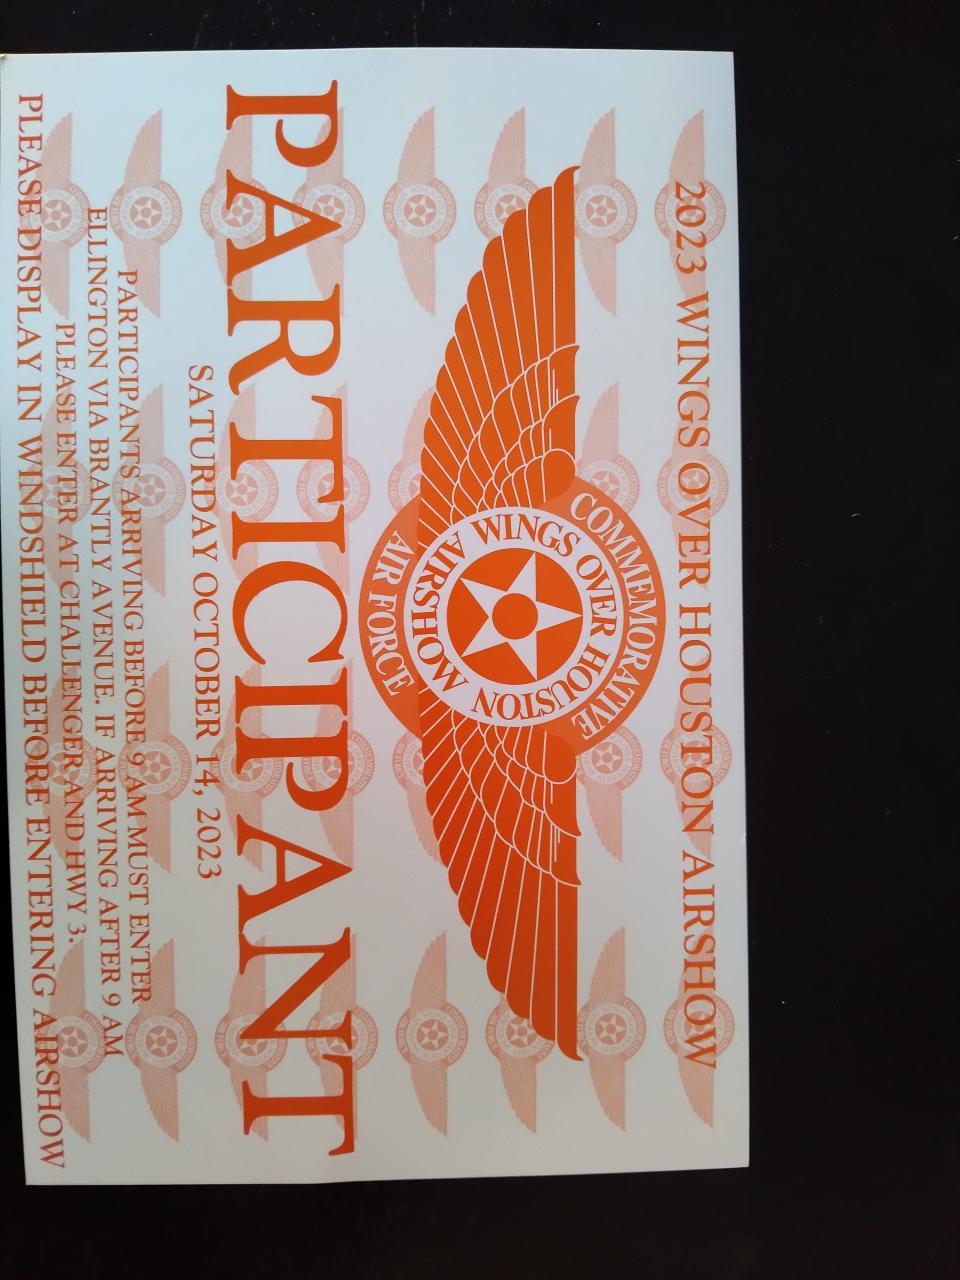 2023 WINGS OVER HOUSTON AIRSHOW
COMMEMORATIVE
WINGS OVER HOUSTON
AIRSHOW
AIR FORCE
PARTICIPANT
SATURDAY OCTOBER 14, 2023
PARTICIPANTS ARRIVING BEFORE 9 AM MUST ENTER
ELLINGTON VIA BRANTLY AVENUE. IF ARRIVING AFTER 9 AM
PLEASE ENTER AT CHALLENGER AND HWY 3.
PLEASE DISPLAY IN WINDSHIELD BEFORE ENTERING AIRSHOW